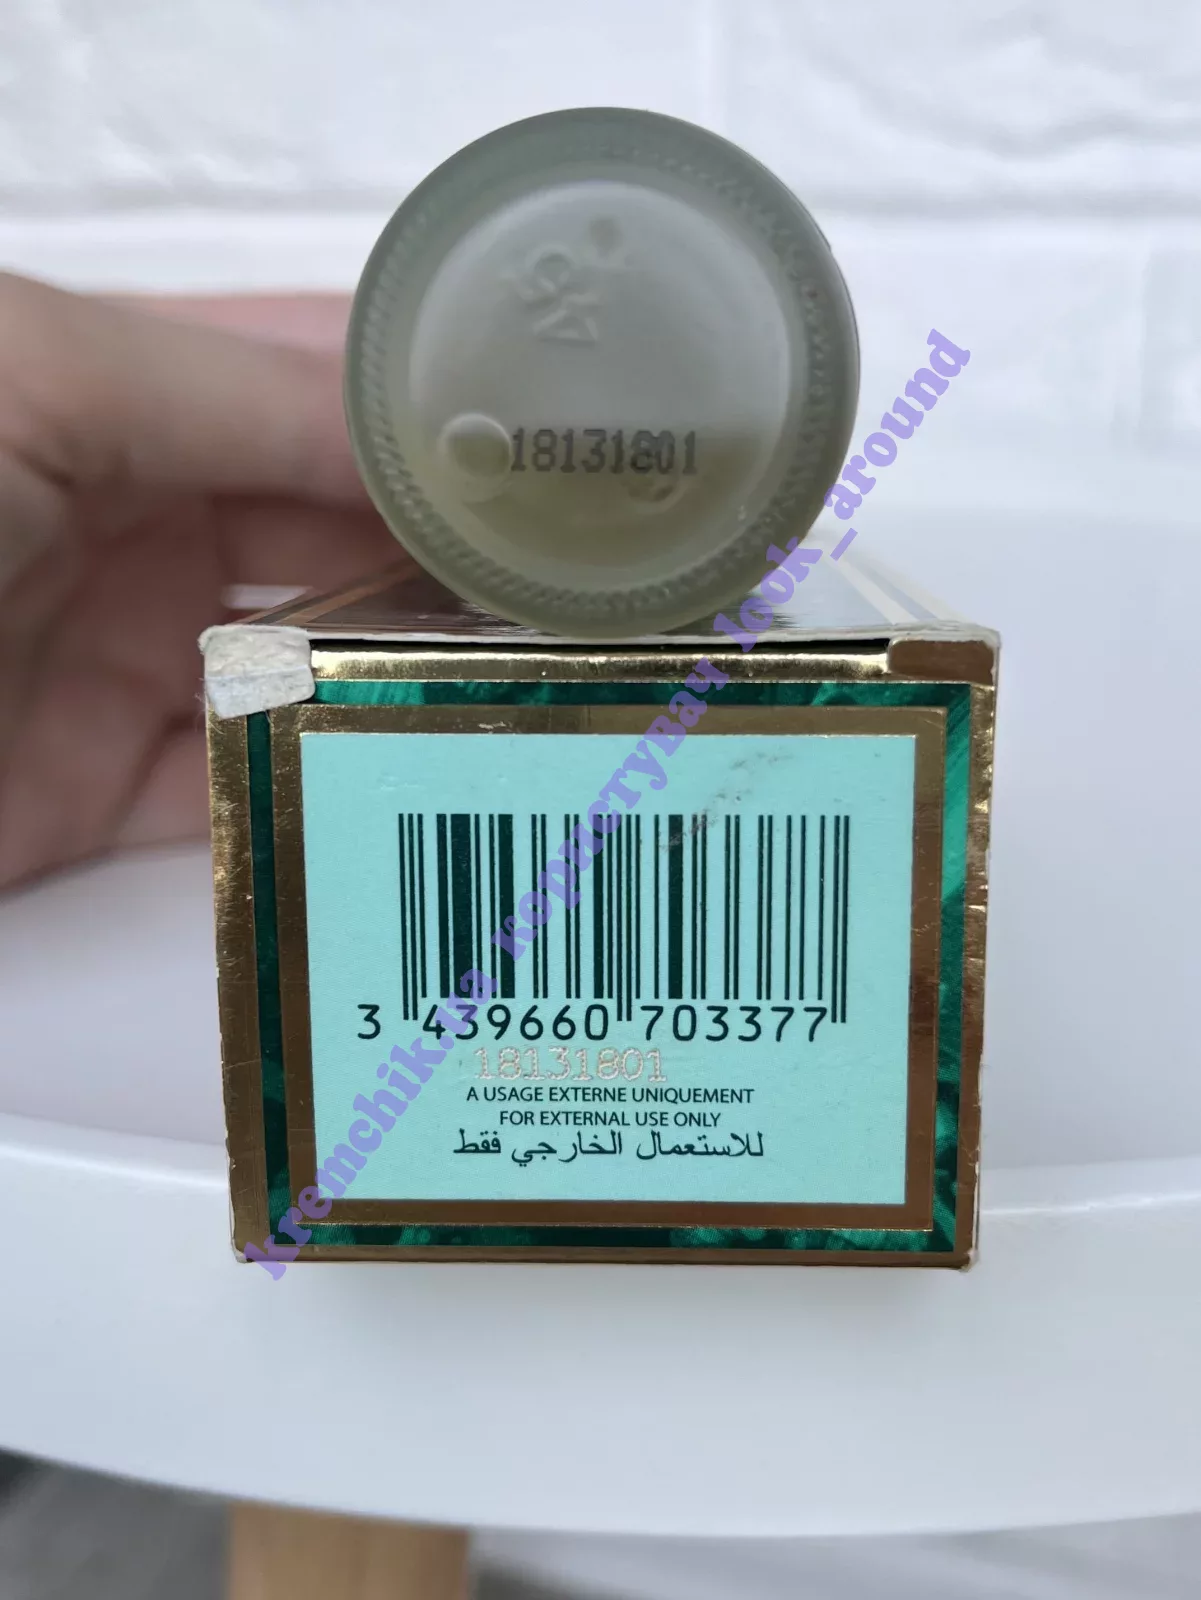 18131801
3 439660 703377
18131801
A USAGE EXTERNE UNIQUEMENT
FOR EXTERNAL USE ONLY
للاستعمال الخارجي فقط
kremchik.ua користувач look_around